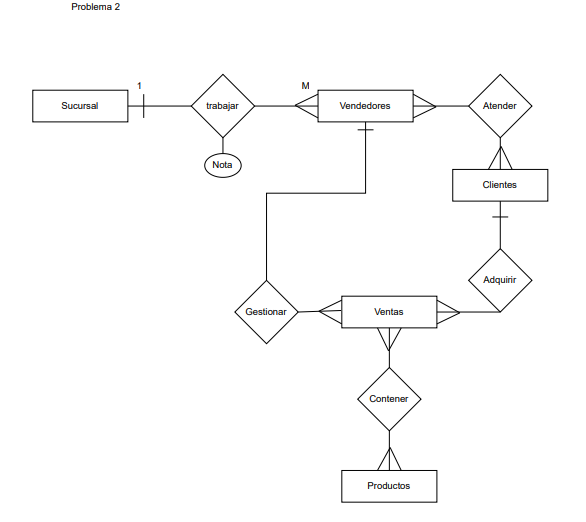 Problema 2
1
M
Sucursal
trabajar
Vendedores
Atender
Nota
Clientes
Adquirir
Gestionar
Ventas
Contener
Productos